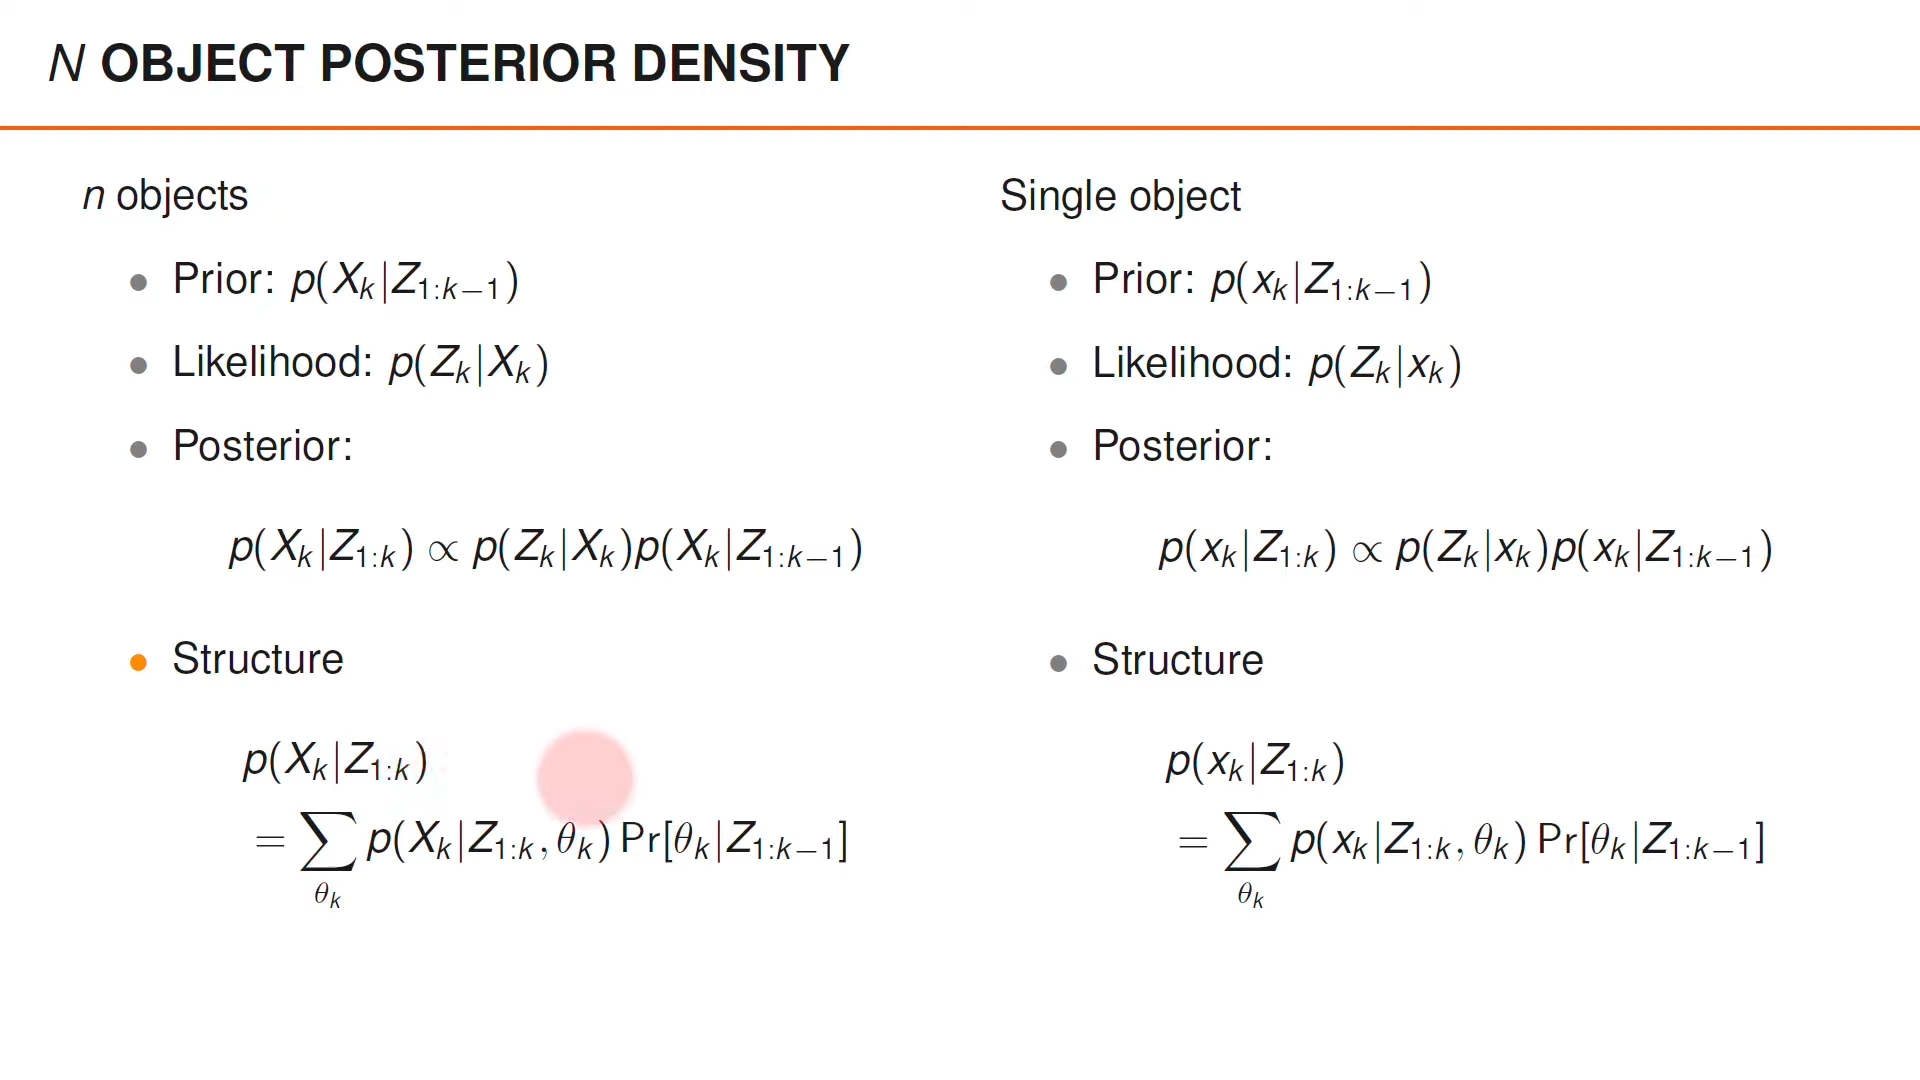 N OBJECT POSTERIOR DENSITY
n objects
• Prior: p(X_k|Z_{1:k−1})
• Likelihood: p(Z_k|X_k)
• Posterior:
p(X_k|Z_{1:k}) ∝ p(Z_k|X_k)p(X_k|Z_{1:k−1})
• Structure
p(X_k|Z_{1:k})
= ∑_{θ_k} p(X_k|Z_{1:k}, θ_k) Pr[θ_k|Z_{1:k−1}]
Single object
• Prior: p(x_k|Z_{1:k−1})
• Likelihood: p(Z_k|x_k)
• Posterior:
p(x_k|Z_{1:k}) ∝ p(Z_k|x_k)p(x_k|Z_{1:k−1})
• Structure
p(x_k|Z_{1:k})
= ∑_{θ_k} p(x_k|Z_{1:k}, θ_k) Pr[θ_k|Z_{1:k−1}]